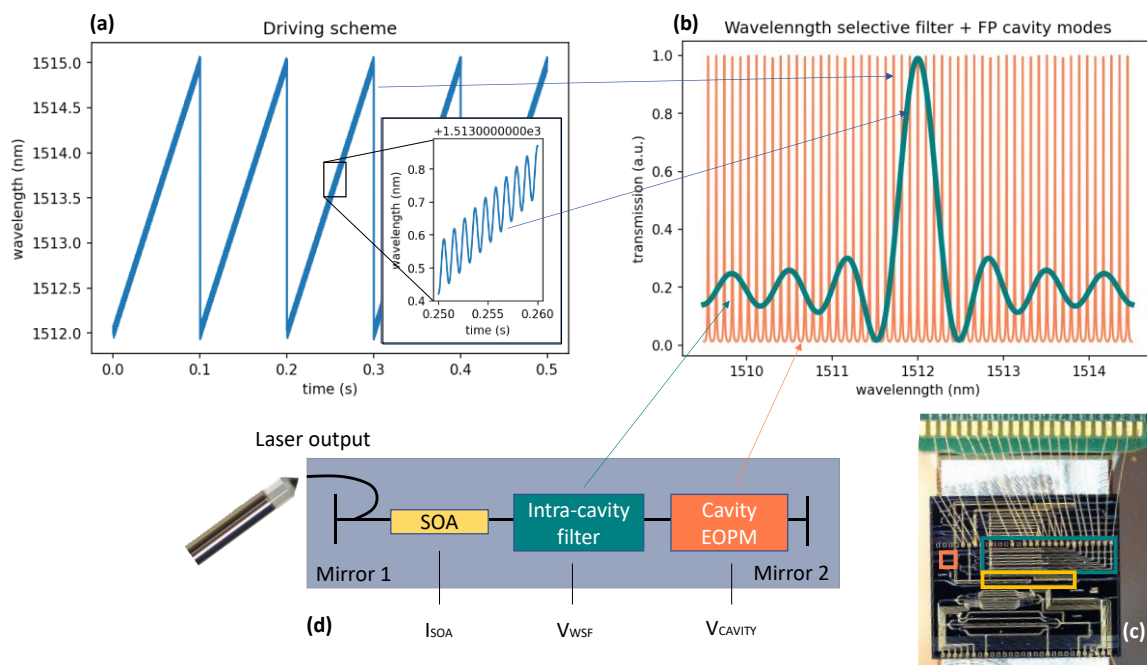 (a)
Driving scheme
1515.0
1514.5
1514.0
1513.5
1513.0
1512.5
1512.0
wavelength (nm)
0.0 0.1 0.2 0.3 0.4 0.5
time (s)
+1.5130000000e3
0.8
0.7
0.6
0.5
0.4
wavelength (nm)
0.250 0.255 0.260
time (s)
(b)
Wavelenngth selective filter + FP cavity modes
1.0
0.8
0.6
0.4
0.2
0.0
transmission (a.u.)
1510 1511 1512 1513 1514
wavelenngth (nm)
Laser output
SOA
Intra-cavity
filter
Cavity
EOPM
Mirror 1
Mirror 2
(d)
ISOA
VWSF
VCAVITY
(c)